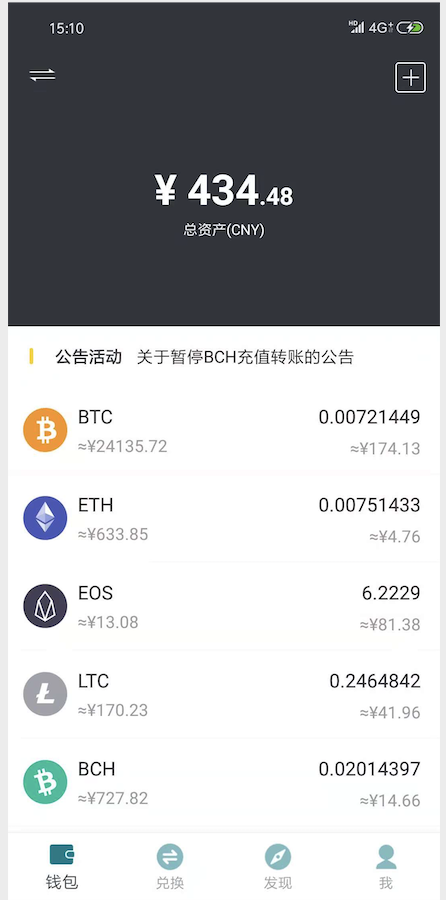 15:10 HD 4G+
¥ 434.48
总资产(CNY)
公告活动 关于暂停BCH充值转账的公告
BTC 0.00721449
≈¥24135.72 ≈¥174.13
ETH 0.00751433
≈¥633.85 ≈¥4.76
EOS 6.2229
≈¥13.08 ≈¥81.38
LTC 0.2464842
≈¥170.23 ≈¥41.96
BCH 0.02014397
≈¥727.82 ≈¥14.66
钱包 兑换 发现 我